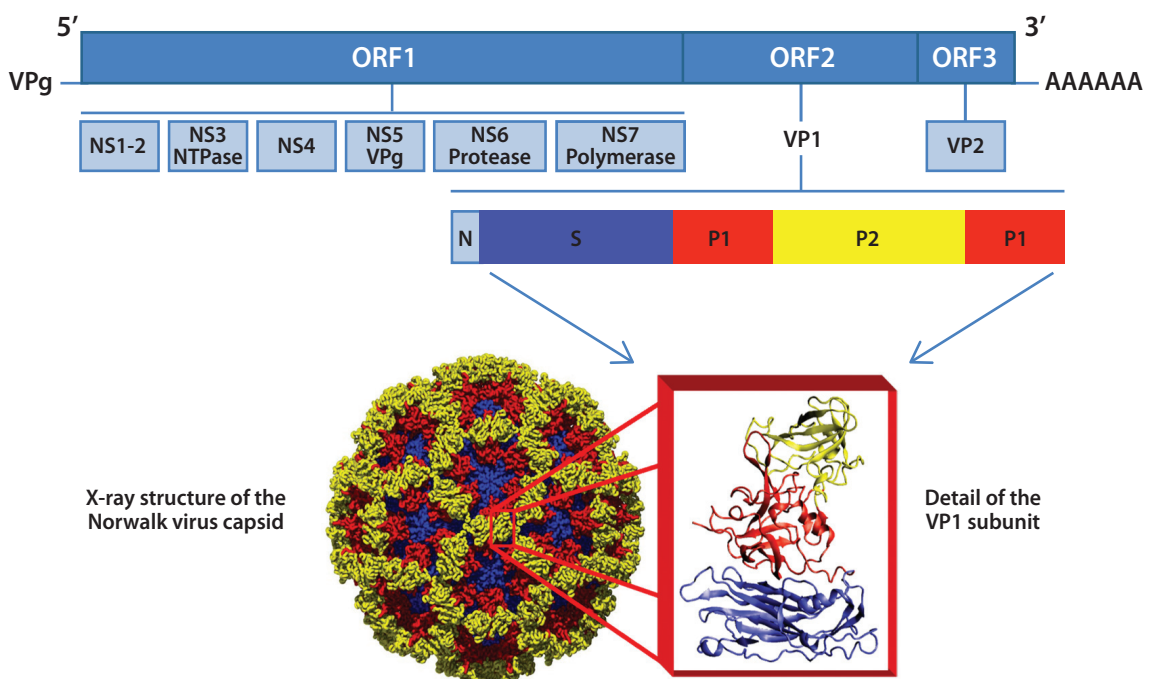 5′
3′
ORF1
ORF2
ORF3
VPg
AAAAAA
NS1-2
NS3
NTPase
NS4
NS5
VPg
NS6
Protease
NS7
Polymerase
VP1
VP2
N
S
P1
P2
P1
X-ray structure of the
Norwalk virus capsid
Detail of the
VP1 subunit